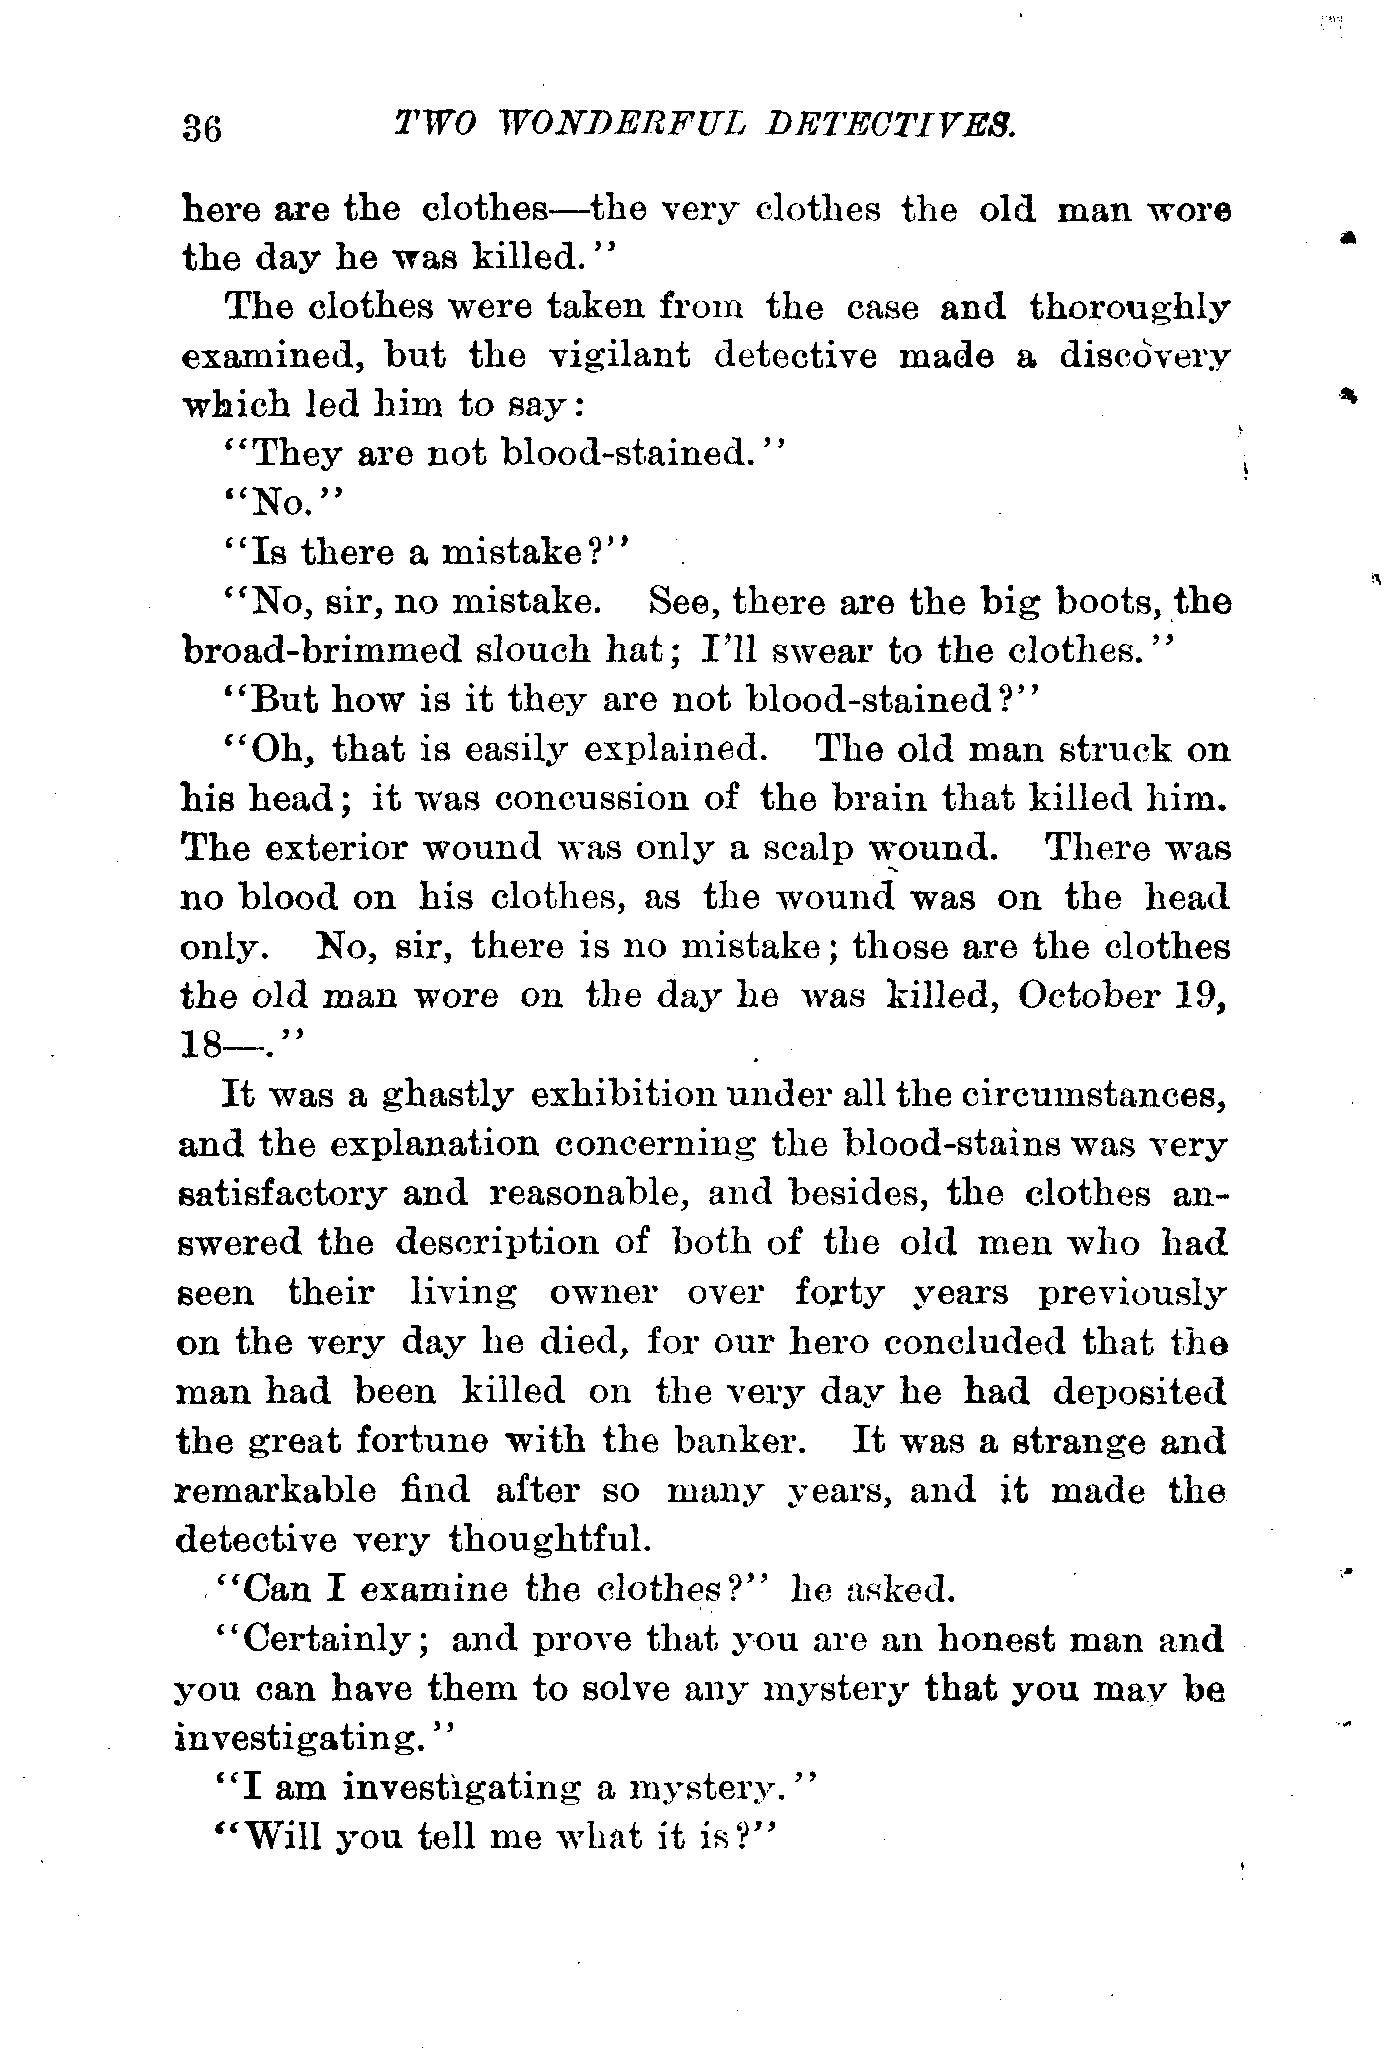 36 TWO WONDERFUL DETECTIVES.
here are the clothes—the very clothes the old man wore
the day he was killed."
The clothes were taken from the case and thoroughly
examined, but the vigilant detective made a discovery
which led him to say:
"They are not blood-stained."
"No."
"Is there a mistake?"
"No, sir, no mistake. See, there are the big boots, the
broad-brimmed slouch hat; I'll swear to the clothes."
"But how is it they are not blood-stained?"
"Oh, that is easily explained. The old man struck on
his head; it was concussion of the brain that killed him.
The exterior wound was only a scalp wound. There was
no blood on his clothes, as the wound was on the head
only. No, sir, there is no mistake; those are the clothes
the old man wore on the day he was killed, October 19,
18—."
It was a ghastly exhibition under all the circumstances,
and the explanation concerning the blood-stains was very
satisfactory and reasonable, and besides, the clothes an-
swered the description of both of the old men who had
seen their living owner over forty years previously
on the very day he died, for our hero concluded that the
man had been killed on the very day he had deposited
the great fortune with the banker. It was a strange and
remarkable find after so many years, and it made the
detective very thoughtful.
"Can I examine the clothes?" he asked.
"Certainly; and prove that you are an honest man and
you can have them to solve any mystery that you may be
investigating."
"I am investigating a mystery."
"Will you tell me what it is?"